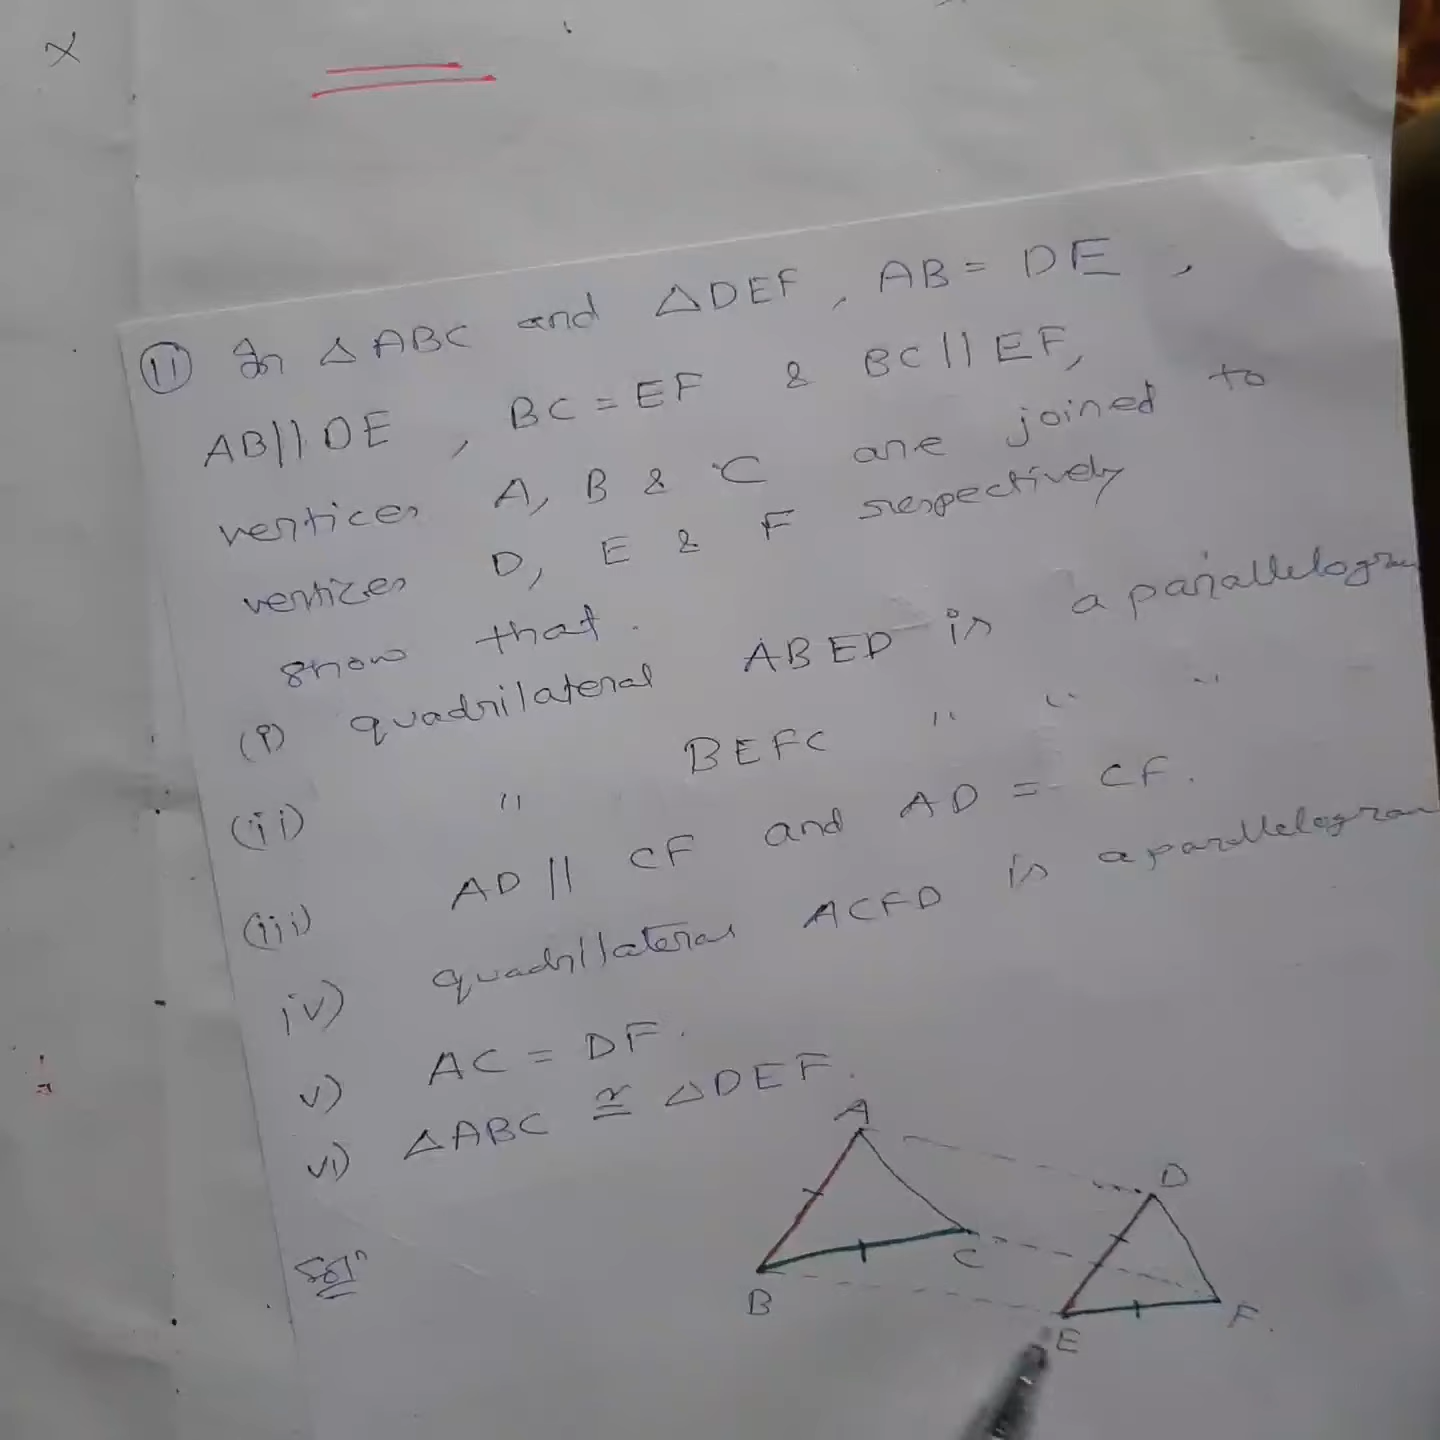 (11) In △ABC and △DEF, AB = DE,
AB||DE, BC = EF & BC||EF,
vertices A, B & C are joined to
vertices D, E & F respectively
show that.
(i) quadrilateral ABED is a parallelogram
(ii) " BEFC " " "
(iii) AD || CF and AD = CF.
iv) quadrilateral ACFD is a parallelogram
v) AC = DF.
vi) △ABC ≅ △DEF.
A
D
Sol^n
C
B
F.
E